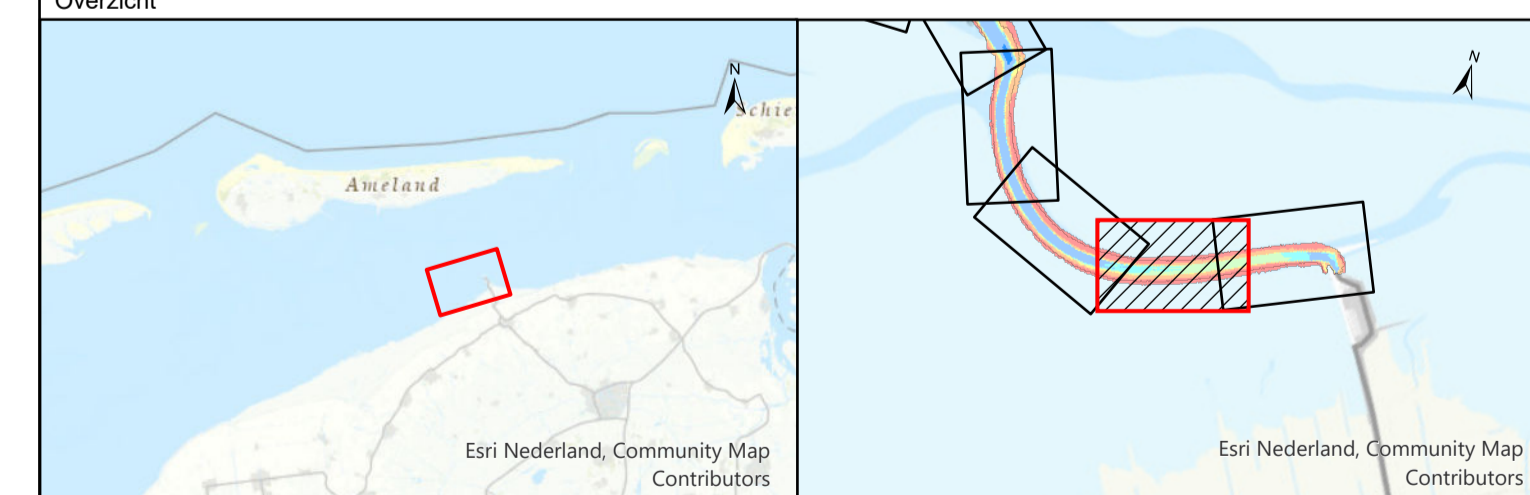 Overzicht
N
Schie
Ameland
Esri Nederland, Community Map
Contributors
N
Esri Nederland, Community Map
Contributors